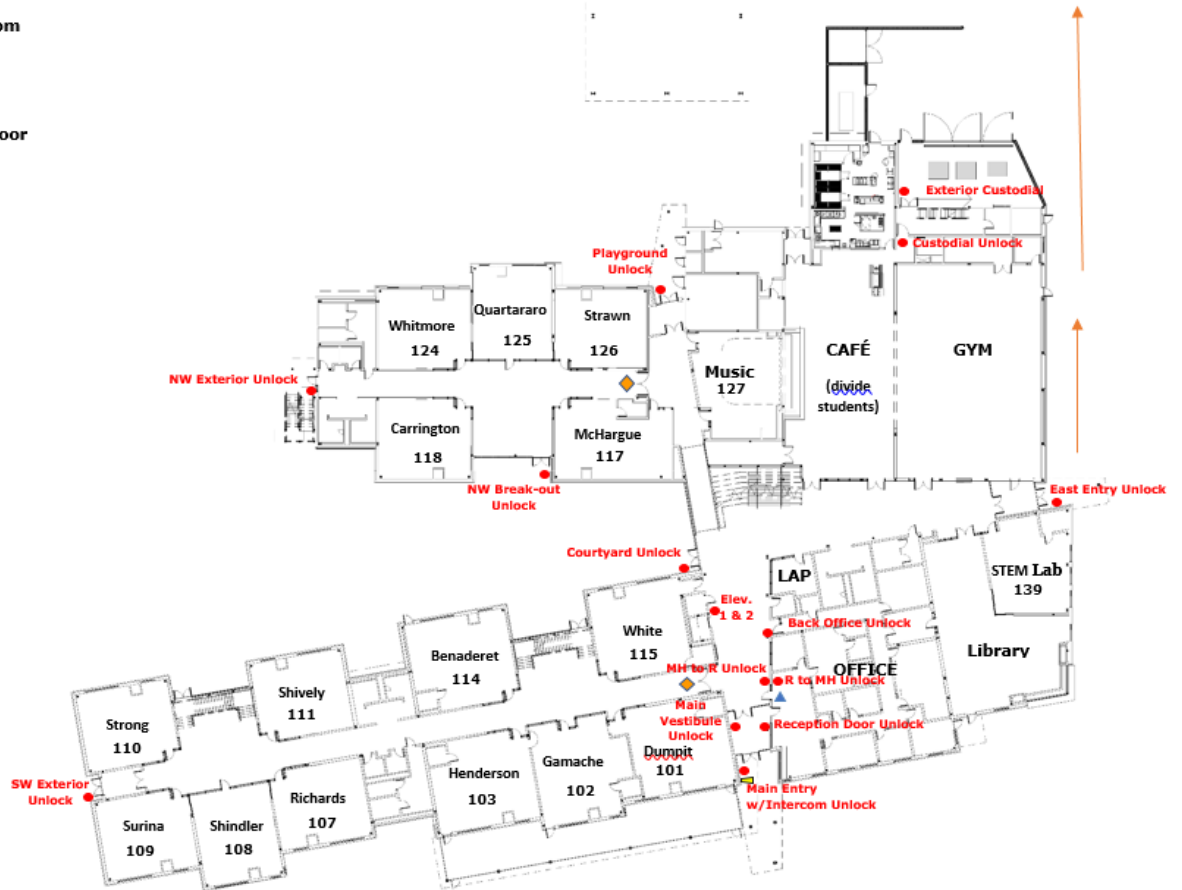 om
oor
Exterior Custodial
Custodial Unlock
Playground
Unlock
Quartararo
125
Whitmore
124
Strawn
126
CAFÉ
(divide
students)
GYM
Music
127
NW Exterior Unlock
Carrington
118
McHargue
117
NW Break-out
Unlock
East Entry Unlock
Courtyard Unlock
LAP
STEM Lab
139
Elev.
1 & 2
Back Office Unlock
White
115
Library
Benaderet
114
MH to R Unlock
OFFICE
R to MH Unlock
Shively
111
Main
Vestibule
Unlock
Reception Door Unlock
Strong
110
Dumpit
101
Gamache
102
Henderson
103
SW Exterior
Unlock
Main Entry
w/Intercom Unlock
Richards
107
Surina
109
Shindler
108